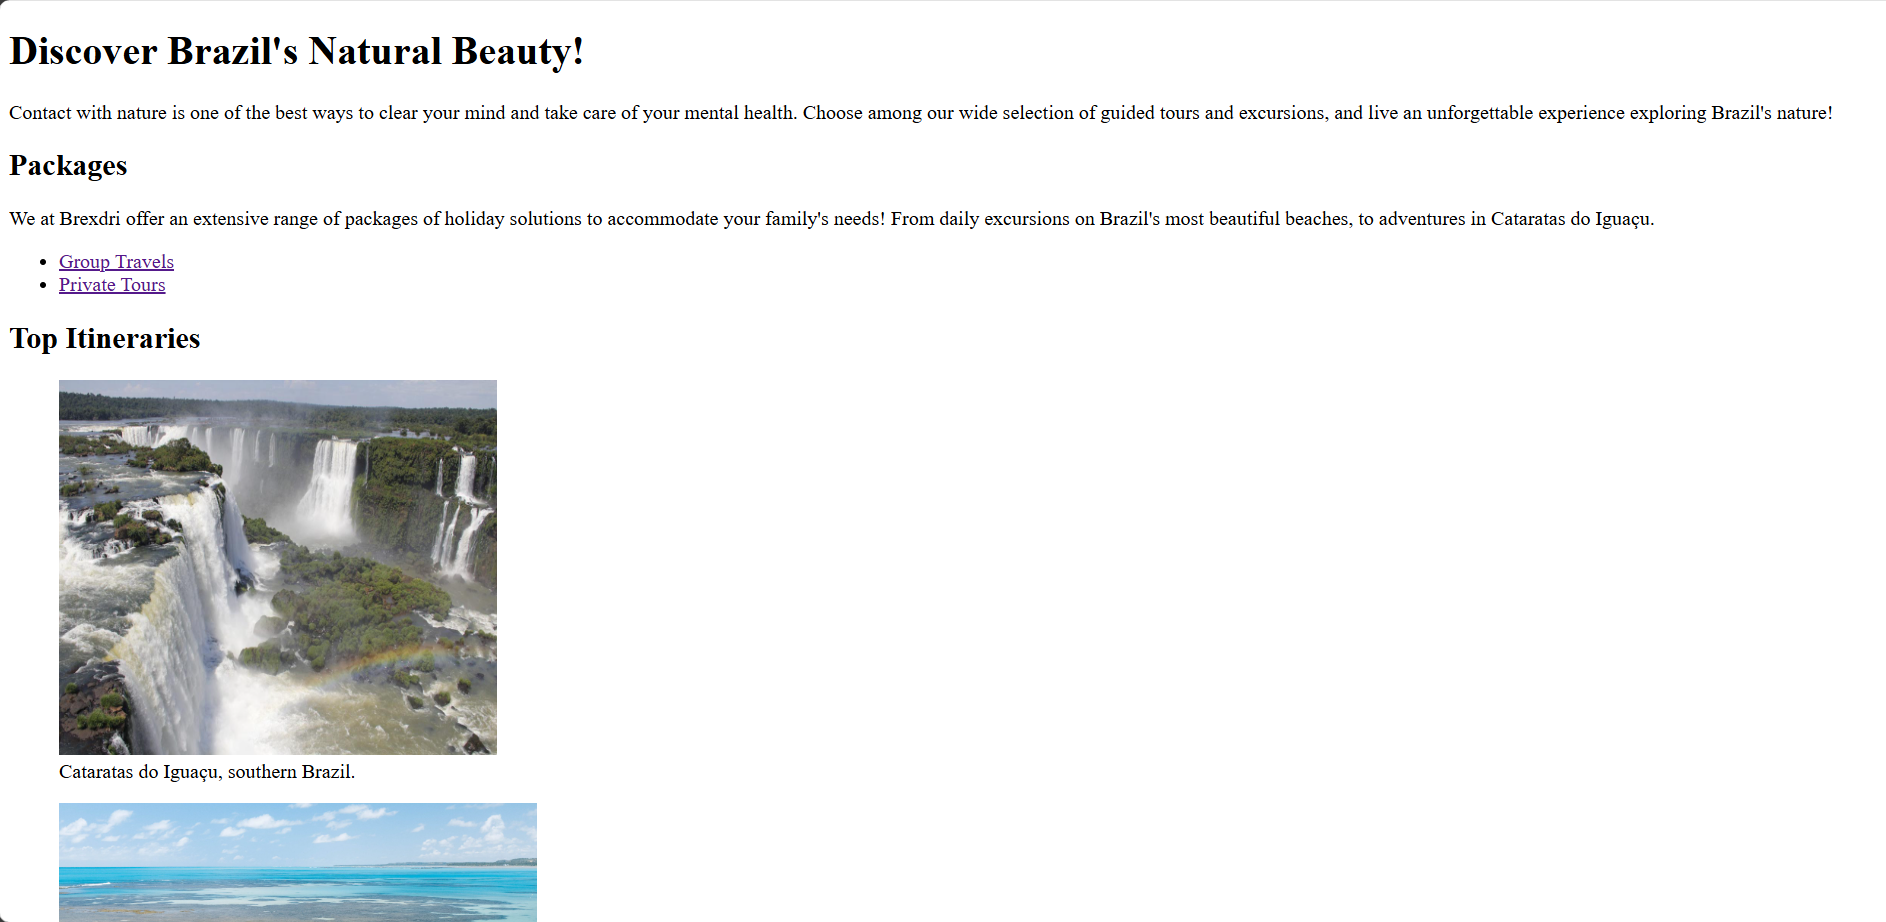 Discover Brazil's Natural Beauty!
Contact with nature is one of the best ways to clear your mind and take care of your mental health. Choose among our wide selection of guided tours and excursions, and live an unforgettable experience exploring Brazil's nature!
Packages
We at Brexdri offer an extensive range of packages of holiday solutions to accommodate your family's needs! From daily excursions on Brazil's most beautiful beaches, to adventures in Cataratas do Iguaçu.
Group Travels
Private Tours
Top Itineraries
Cataratas do Iguaçu, southern Brazil.